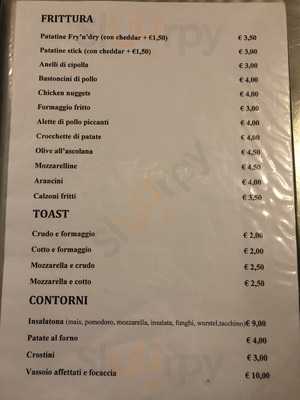 FRITTURA
Patatine Fry'n'dry (con cheddar + €1,50) € 3,50
Patatine stick (con cheddar + €1,50) € 3,00
Anelli di cipolla € 3,00
Bastoncini di pollo € 4,00
Chicken nuggets € 4,00
Formaggio fritto € 3,00
Alette di pollo piccanti € 4,00
Crocchette di patate € 4,00
Olive all'ascolana € 4,50
Mozzarelline € 4,50
Arancini € 4,00
Calzoni fritti € 3,50
TOAST
Crudo e formaggio € 2,00
Cotto e formaggio € 2,00
Mozzarella e crudo € 2,50
Mozzarella e cotto € 2,50
CONTORNI
Insalatona (mais, pomodoro, mozzarella, insalata, funghi, wurstel,tacchino) € 9,00
Patate al forno € 4,00
Crostini € 3,00
Vassoio affettati e focaccia € 10,00